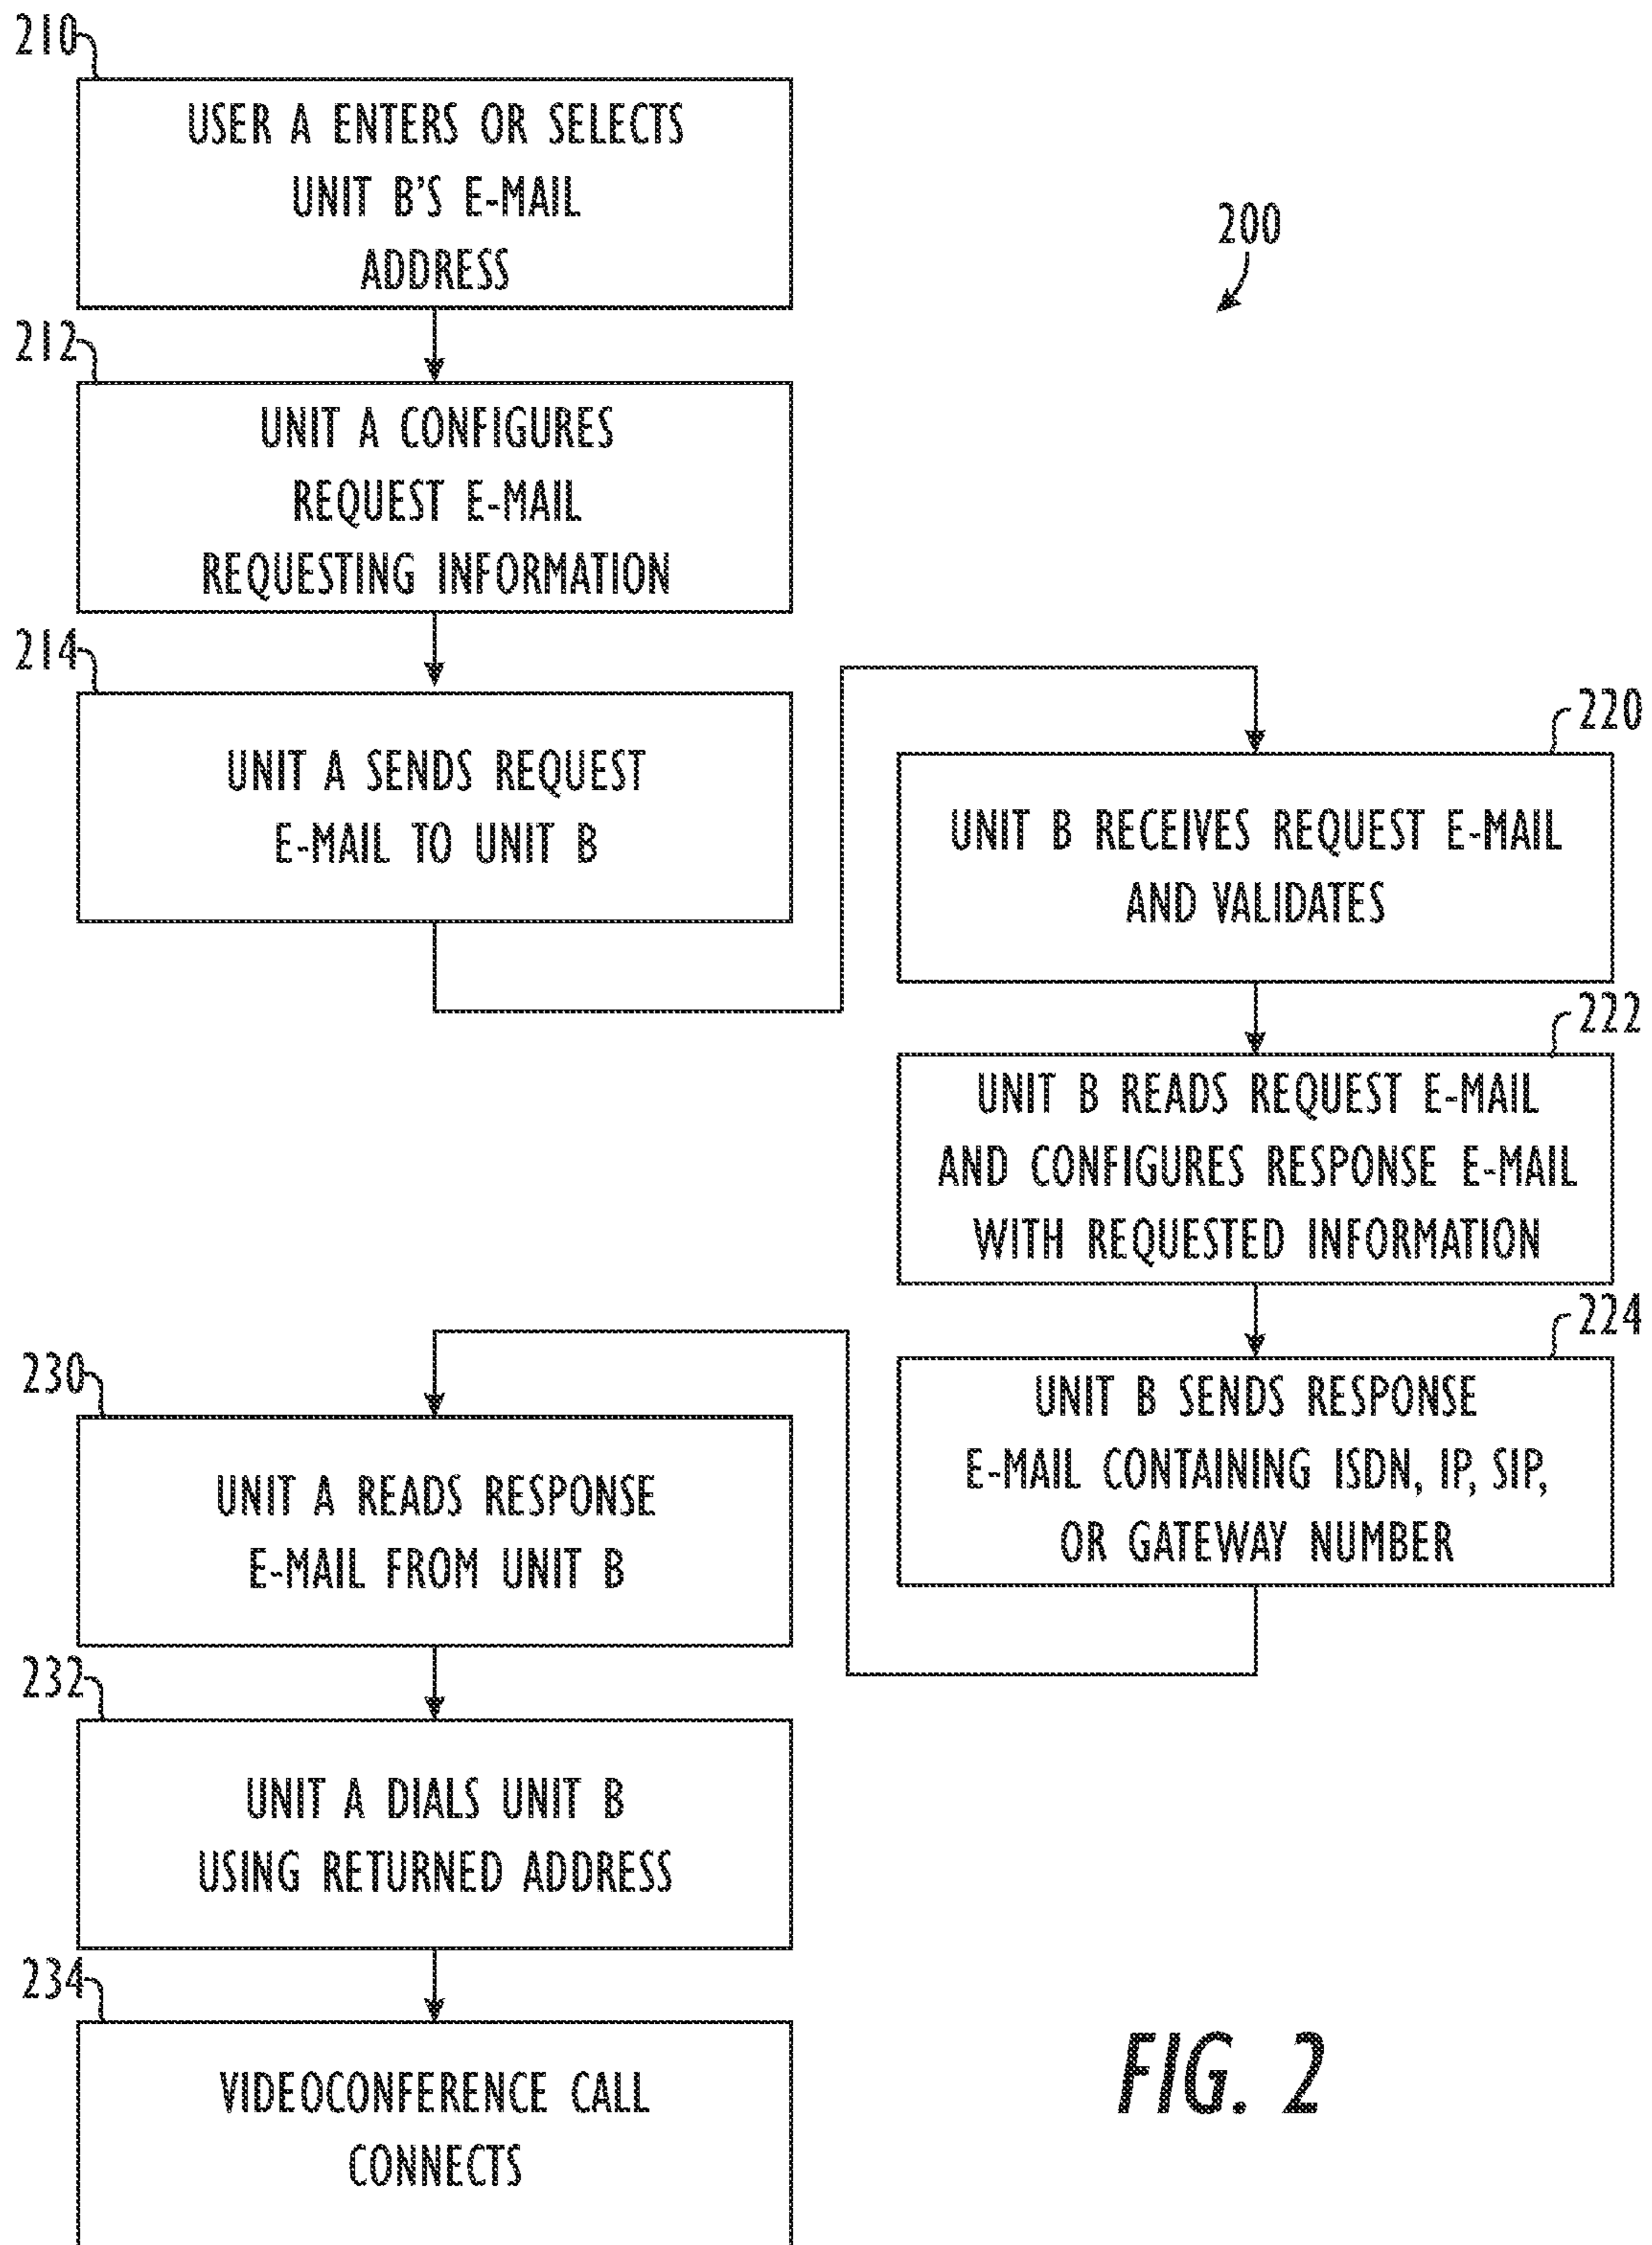 210
USER A ENTERS OR SELECTS
UNIT B'S E-MAIL
ADDRESS
200
212
UNIT A CONFIGURES
REQUEST E-MAIL
REQUESTING INFORMATION
214
UNIT A SENDS REQUEST
E-MAIL TO UNIT B
220
UNIT B RECEIVES REQUEST E-MAIL
AND VALIDATES
222
UNIT B READS REQUEST E-MAIL
AND CONFIGURES RESPONSE E-MAIL
WITH REQUESTED INFORMATION
224
UNIT B SENDS RESPONSE
E-MAIL CONTAINING ISDN, IP, SIP,
OR GATEWAY NUMBER
230
UNIT A READS RESPONSE
E-MAIL FROM UNIT B
232
UNIT A DIALS UNIT B
USING RETURNED ADDRESS
234
VIDEOCONFERENCE CALL
CONNECTS
FIG. 2